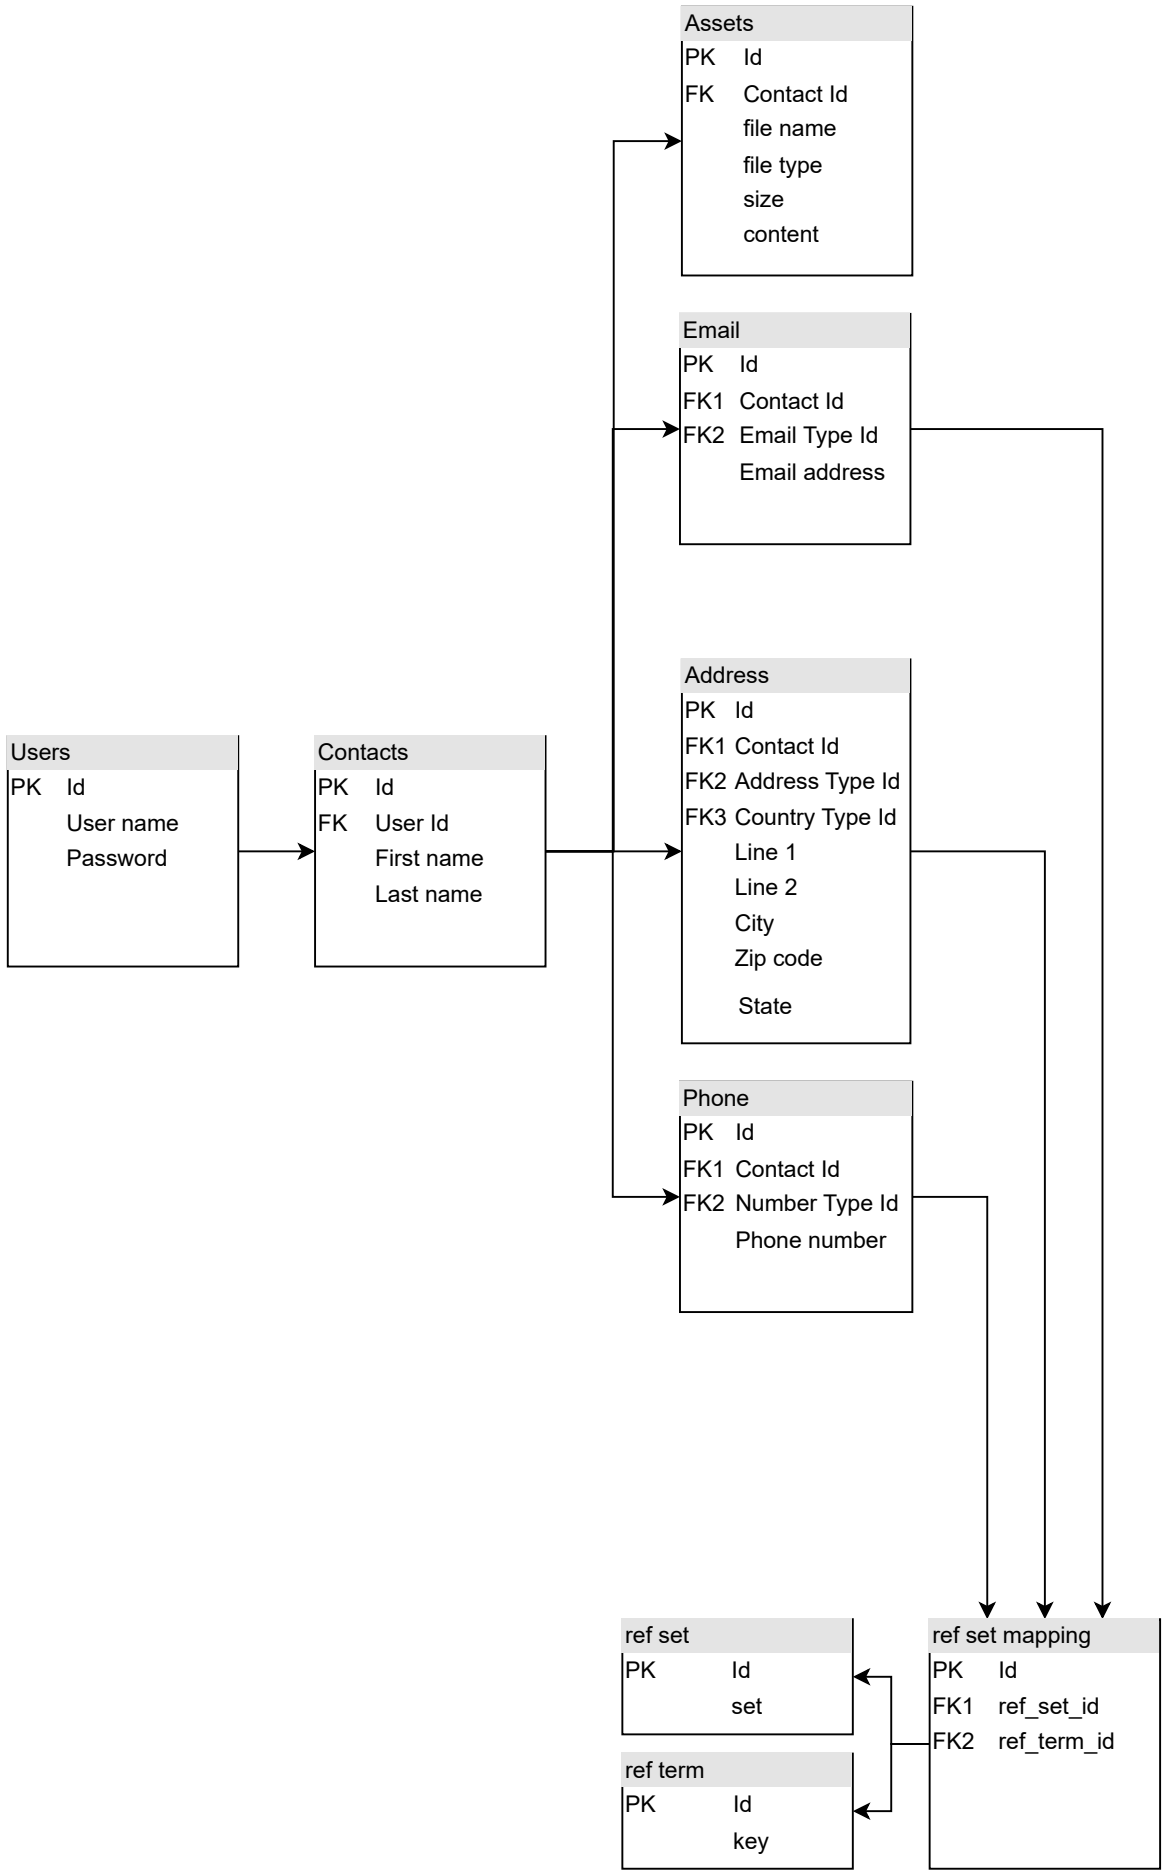 Assets
PK Id
FK Contact Id
file name
file type
size
content
Email
PK Id
FK1 Contact Id
FK2 Email Type Id
Email address
Address
PK Id
FK1 Contact Id
FK2 Address Type Id
FK3 Country Type Id
Line 1
Line 2
City
Zip code
State
Users
PK Id
User name
Password
Contacts
PK Id
FK User Id
First name
Last name
Phone
PK Id
FK1 Contact Id
FK2 Number Type Id
Phone number
ref set
PK Id
set
ref term
PK Id
key
ref set mapping
PK Id
FK1 ref_set_id
FK2 ref_term_id